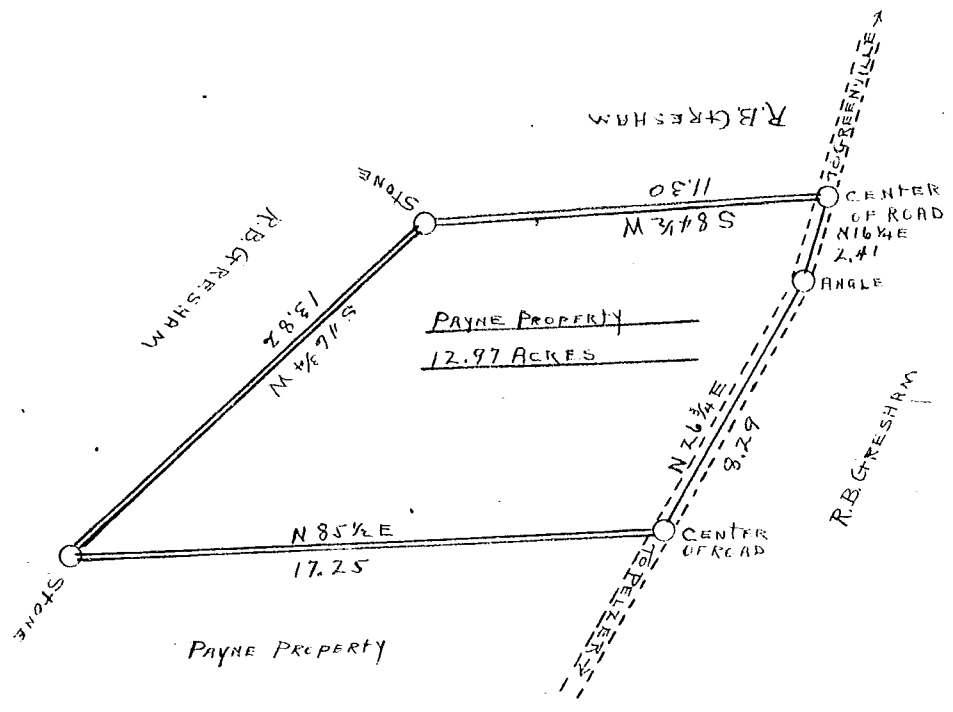 TO GREENVILLE
R.B. GRESHAM
STONE
11.30
S 84½ W
CENTER
OF ROAD
N16¼E
2.41
ANGLE
R.B. GRESHAM
13.82
S 46¾ W
PAYNE PROPERTY
12.97 ACRES
N 26¾ E
8.29
R.B. GRESHAM
N 85½ E
17.25
CENTER
OF ROAD
STONE
TO PELZER
PAYNE PROPERTY